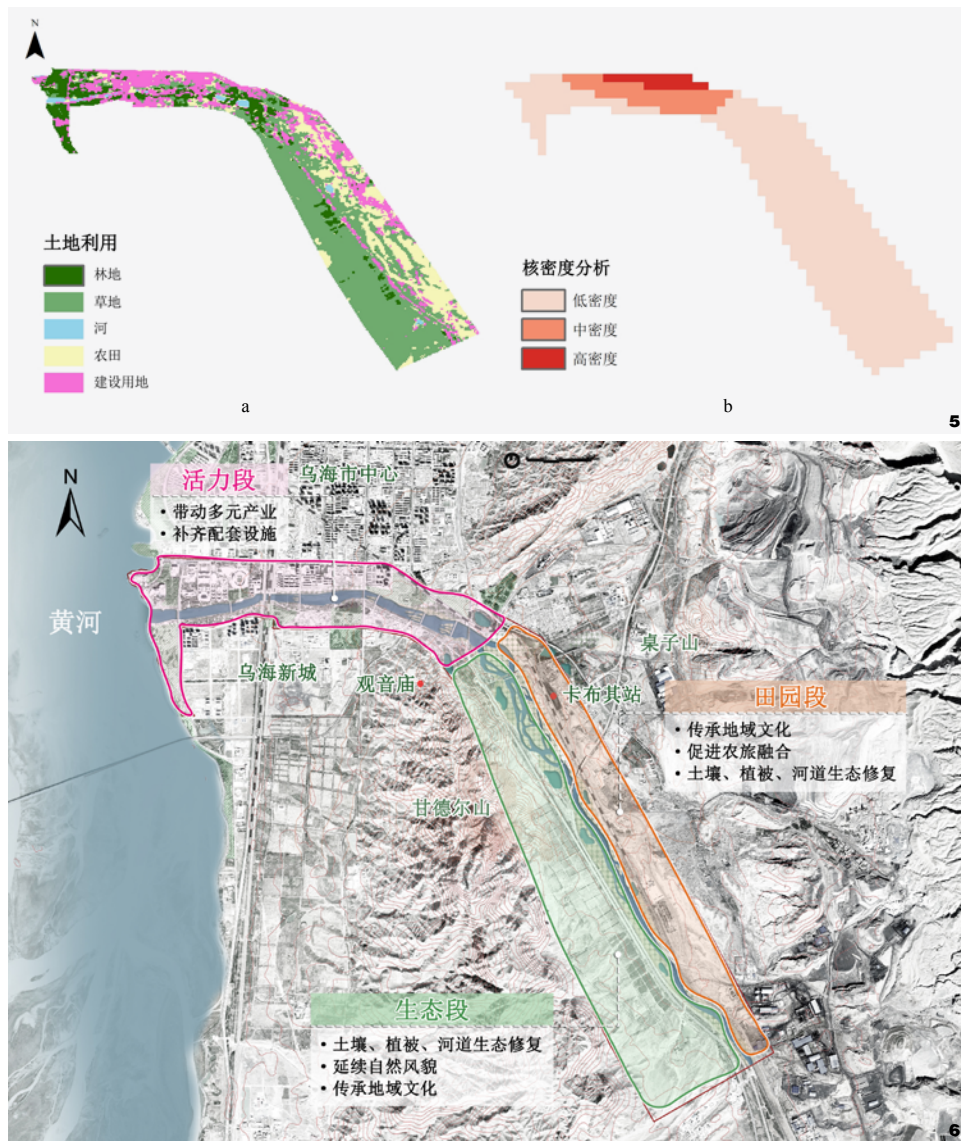 N
土地利用
林地
草地
河
农田
建设用地
a
核密度分析
低密度
中密度
高密度
b
5
N
活力段
• 带动多元产业
• 补齐配套设施
乌海市中心
黄河
乌海新城
观音庙
卡布其站
桌子山
田园段
• 传承地域文化
• 促进农旅融合
• 土壤、植被、河道生态修复
甘德尔山
生态段
• 土壤、植被、河道生态修复
• 延续自然风貌
• 传承地域文化
6